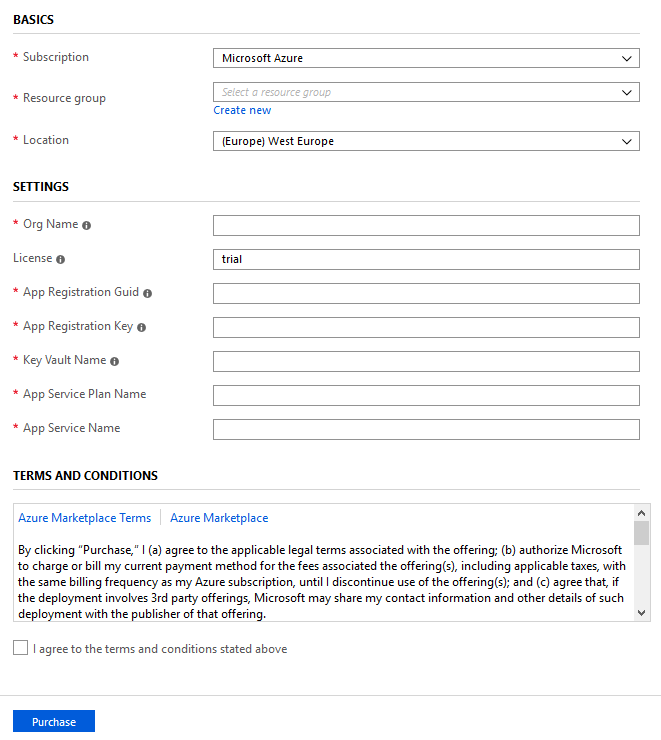 BASICS
* Subscription
Microsoft Azure
* Resource group
Select a resource group
Create new
* Location
(Europe) West Europe
SETTINGS
* Org Name
License
trial
* App Registration Guid
* App Registration Key
* Key Vault Name
* App Service Plan Name
* App Service Name
TERMS AND CONDITIONS
Azure Marketplace Terms | Azure Marketplace
By clicking “Purchase,” I (a) agree to the applicable legal terms associated with the offering; (b) authorize Microsoft
to charge or bill my current payment method for the fees associated the offering(s), including applicable taxes, with
the same billing frequency as my Azure subscription, until I discontinue use of the offering(s); and (c) agree that, if
the deployment involves 3rd party offerings, Microsoft may share my contact information and other details of such
deployment with the publisher of that offering.
I agree to the terms and conditions stated above
Purchase